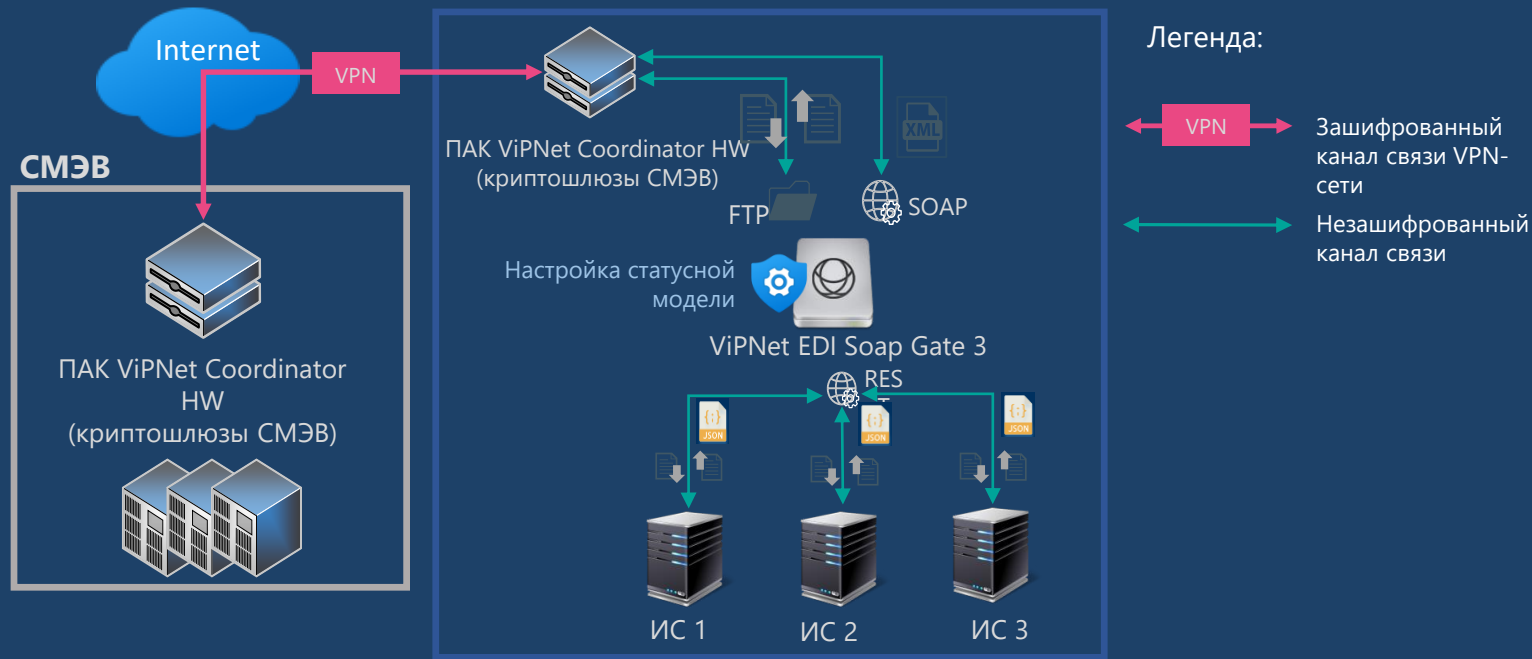 Internet
VPN
СМЭВ
ПАК ViPNet Coordinator
HW
(криптошлюзы СМЭВ)
ПАК ViPNet Coordinator HW
(криптошлюзы СМЭВ)
XML
FTP
SOAP
Настройка статусной
модели
ViPNet EDI Soap Gate 3
RES
T
{;}
JSON
{;}
JSON
{;}
JSON
ИС 1
ИС 2
ИС 3
Легенда:
VPN
Зашифрованный
канал связи VPN-
сети
Незашифрованный
канал связи